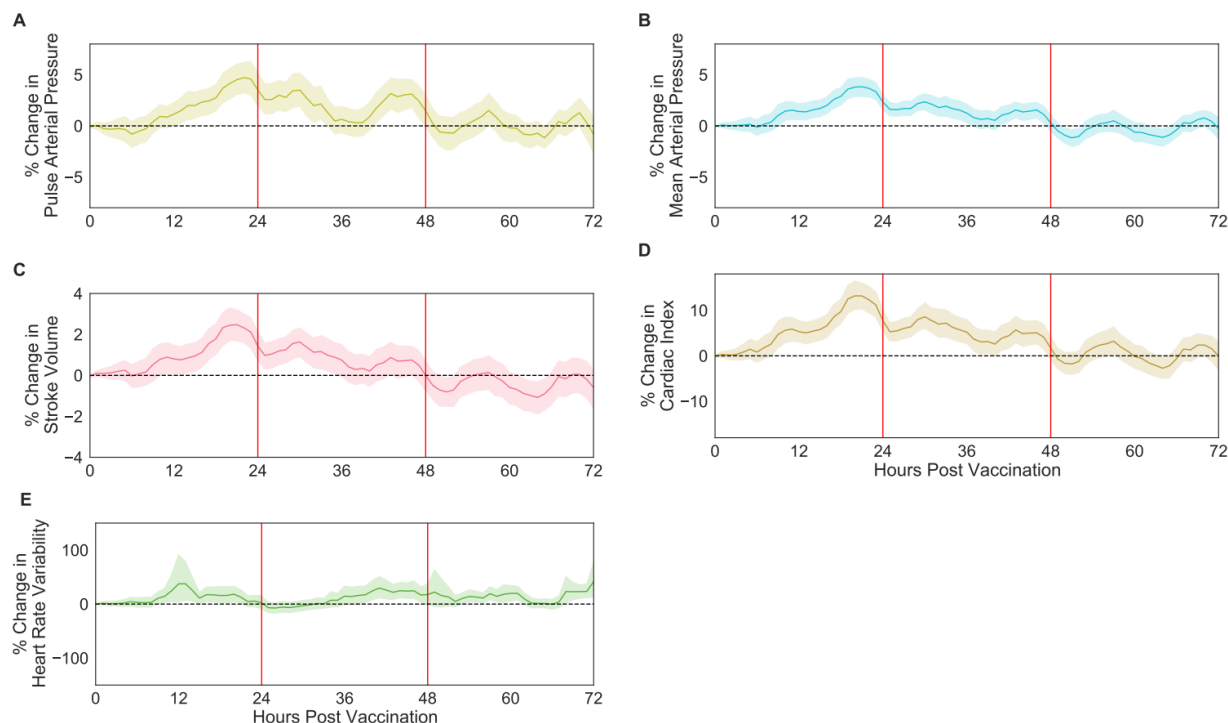 A
% Change in
Pulse Arterial Pressure
5
0
−5
0 12 24 36 48 60 72
B
% Change in
Mean Arterial Pressure
5
0
−5
0 12 24 36 48 60 72
C
% Change in
Stroke Volume
4
2
0
−2
−4
0 12 24 36 48 60 72
D
% Change in
Cardiac Index
10
0
−10
0 12 24 36 48 60 72
Hours Post Vaccination
E
% Change in
Heart Rate Variability
100
0
−100
0 12 24 36 48 60 72
Hours Post Vaccination